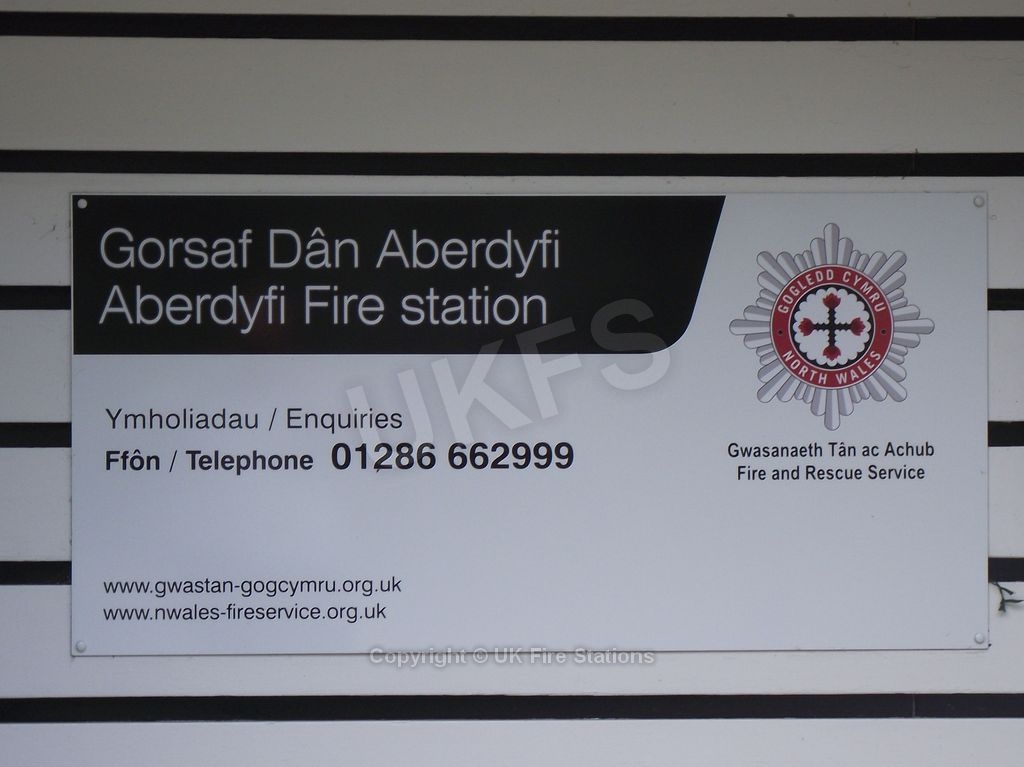 Gorsaf Dân Aberdyfi
Aberdyfi Fire station
GOGLEDD CYMRU
NORTH WALES
Gwasanaeth Tân ac Achub
Fire and Rescue Service
Ymholiadau / Enquiries
Ffôn / Telephone 01286 662999
www.gwastan-gogcymru.org.uk
www.nwales-fireservice.org.uk
UKFS
Copyright © UK Fire Stations